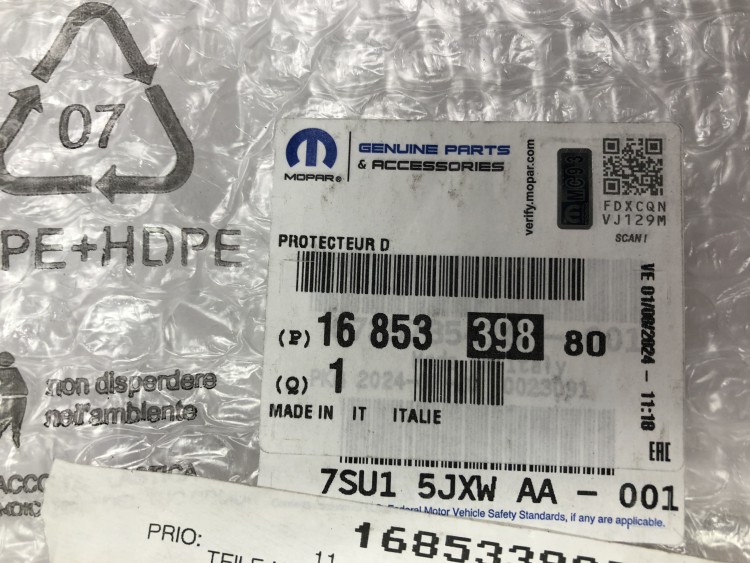 07
PE+HDPE
non disperdere
nell'ambiente
MOPAR®
GENUINE PARTS
& ACCESSORIES
verify.mopar.com
FDXCQN
VJ129M
SCAN!
PROTECTEUR D
(P) 16 853 398 80
(Q) 1
MADE IN IT ITALIE
VE 01/08/2024 - 11:18
EAC
7SU1 5JXW AA - 001
Federal Motor Vehicle Safety Standards, if any are applicable.
PRIO: